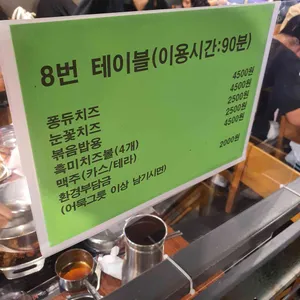 8번 테이블(이용시간:90분)
퐁듀치즈 4500원
눈꽃치즈 4500원
볶음밥용 2500원
흑미치즈볼(4개) 2500원
맥주(카스/테라) 4500원
환경부담금 2000원
(어묵그릇 이상 남기시면)